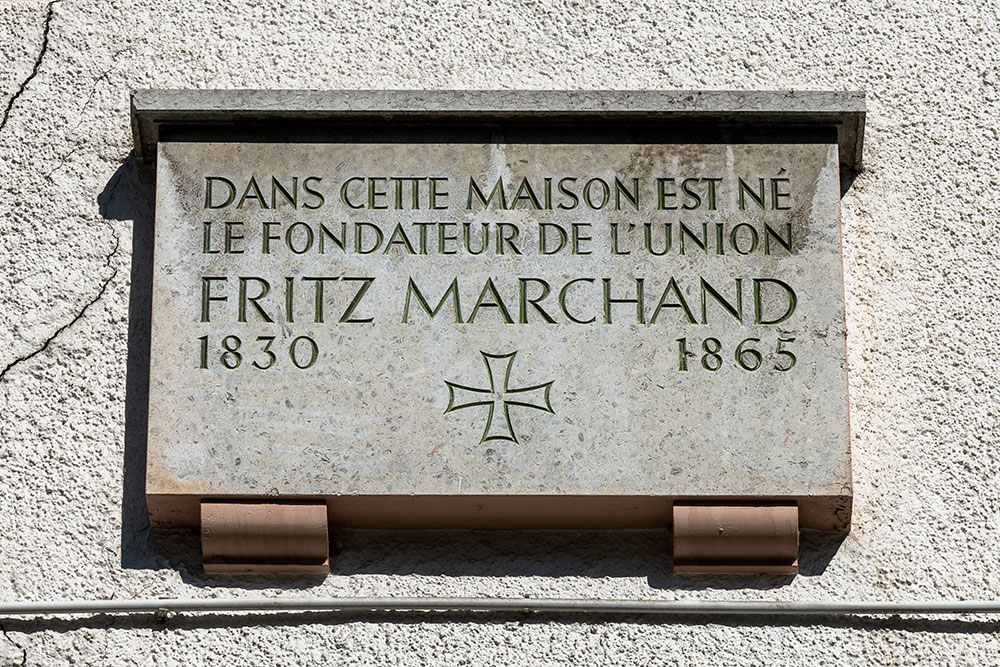 DANS CETTE MAISON EST NÉ
LE FONDATEUR DE L'UNION
FRITZ MARCHAND
1830 1865